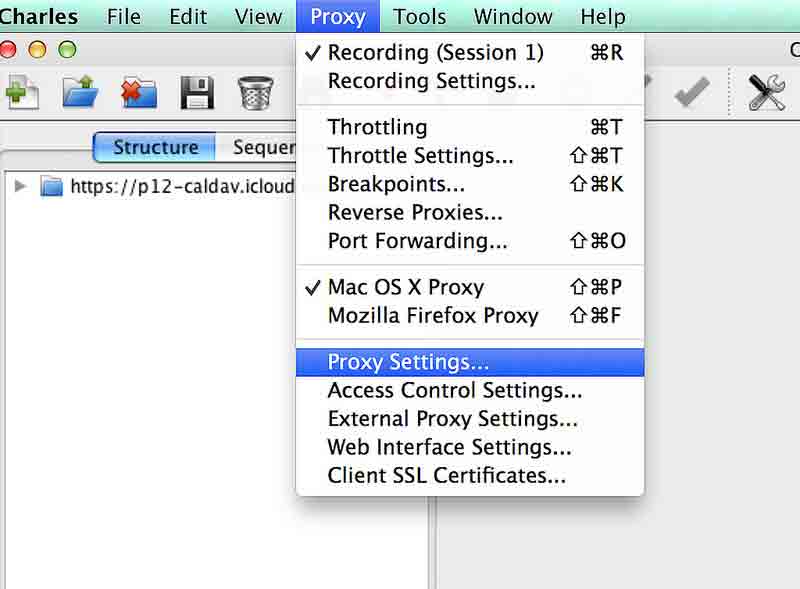 Charles File Edit View Proxy Tools Window Help
✓ Recording (Session 1) ⌘R
Recording Settings...
Throttling ⌘T
Throttle Settings... ⇧⌘T
Breakpoints... ⇧⌘K
Reverse Proxies...
Port Forwarding... ⇧⌘O
✓ Mac OS X Proxy ⇧⌘P
Mozilla Firefox Proxy ⇧⌘F
Proxy Settings...
Access Control Settings...
External Proxy Settings...
Web Interface Settings...
Client SSL Certificates...
Structure Sequen
https://p12-caldav.icloud